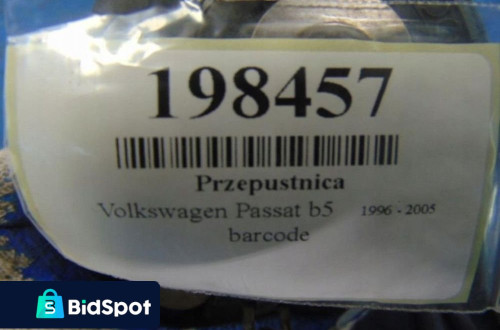 198457
Przepustnica
Volkswagen Passat b5 1996 - 2005
barcode
BidSpot